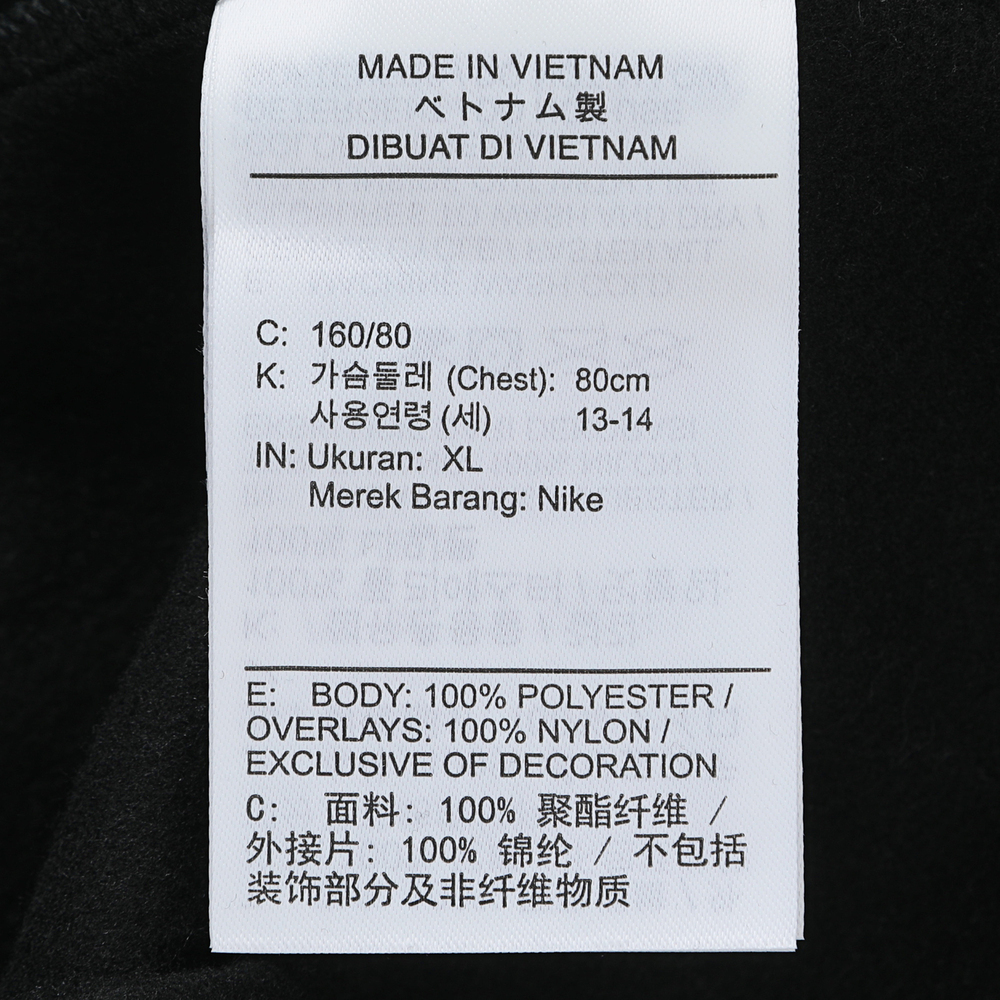 MADE IN VIETNAM
ベトナム製
DIBUAT DI VIETNAM
C: 160/80
K: 가슴둘레 (Chest): 80cm
사용연령 (세) 13-14
IN: Ukuran: XL
Merek Barang: Nike
E: BODY: 100% POLYESTER /
OVERLAYS: 100% NYLON /
EXCLUSIVE OF DECORATION
C: 面料: 100% 聚酯纤维 /
外接片: 100% 锦纶 / 不包括
装饰部分及非纤维物质